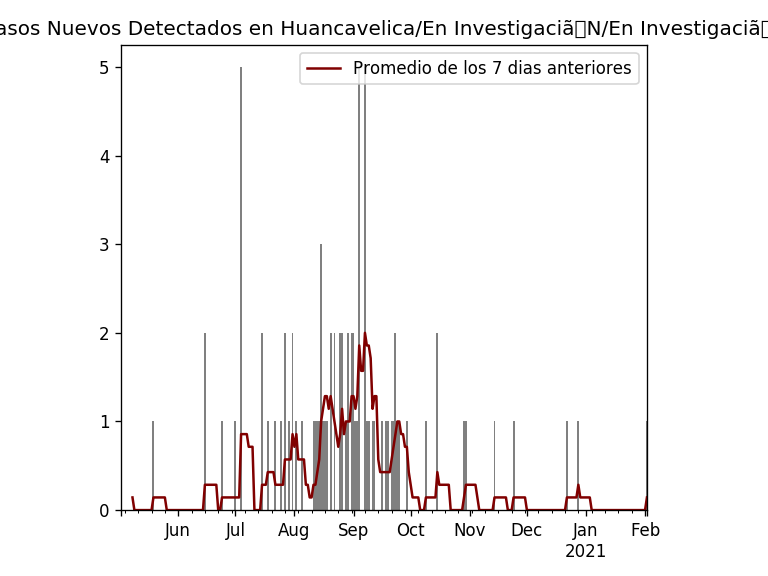 asos Nuevos Detectados en Huancavelica/En Investigaciã▯N/En Investigaciã▯
Promedio de los 7 dias anteriores
5
4
3
2
1
0
Jun Jul Aug Sep Oct Nov Dec Jan Feb
2021